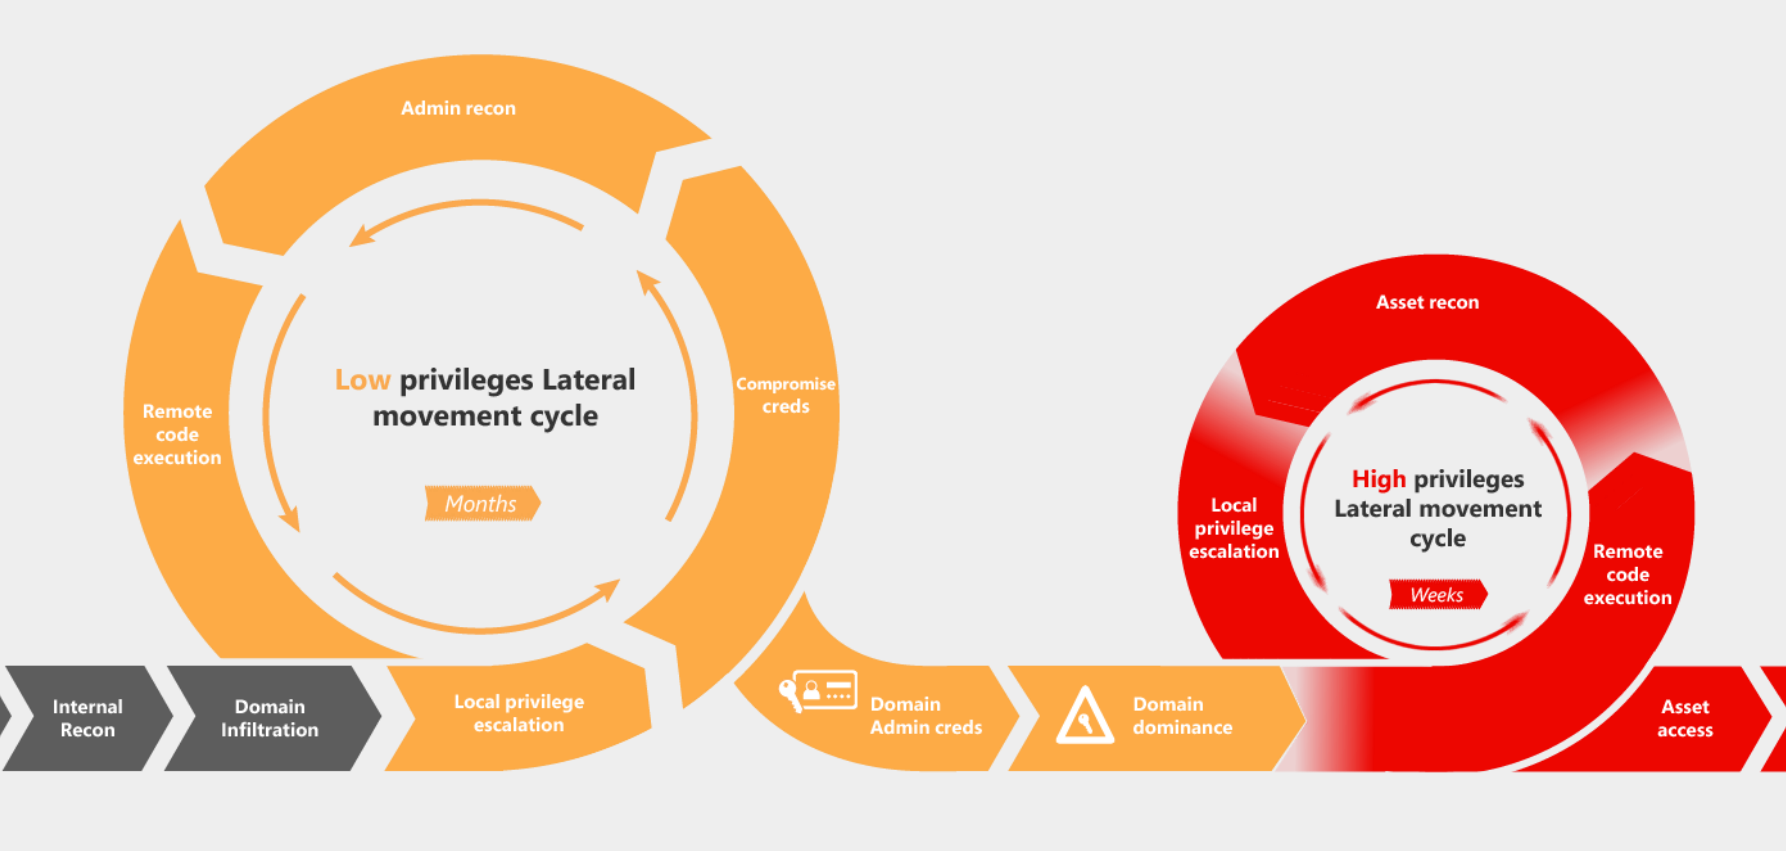 Admin recon
Compromise
creds
Remote
code
execution
Low privileges Lateral
movement cycle
Months
Internal
Recon
Domain
Infiltration
Local privilege
escalation
Domain
Admin creds
Domain
dominance
Asset recon
Local
privilege
escalation
High privileges
Lateral movement
cycle
Weeks
Remote
code
execution
Asset
access